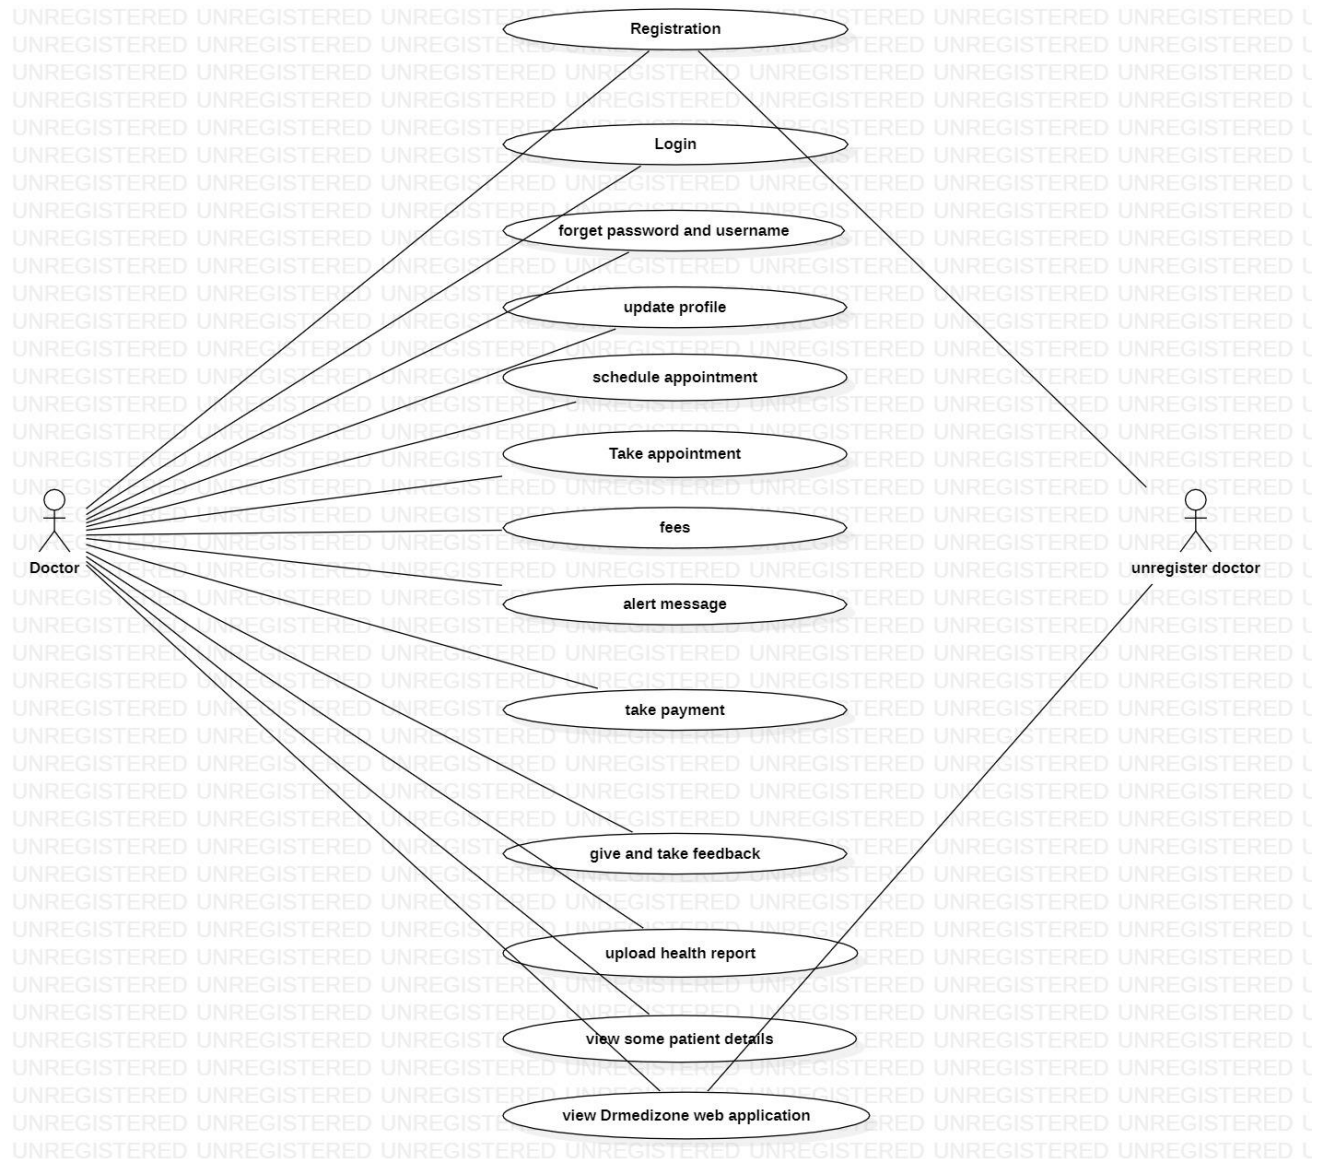 Registration
Login
forget password and username
update profile
schedule appointment
Take appointment
fees
Doctor
unregister doctor
alert message
take payment
give and take feedback
upload health report
view some patient details
view Drmedizone web application
UNREGISTERED